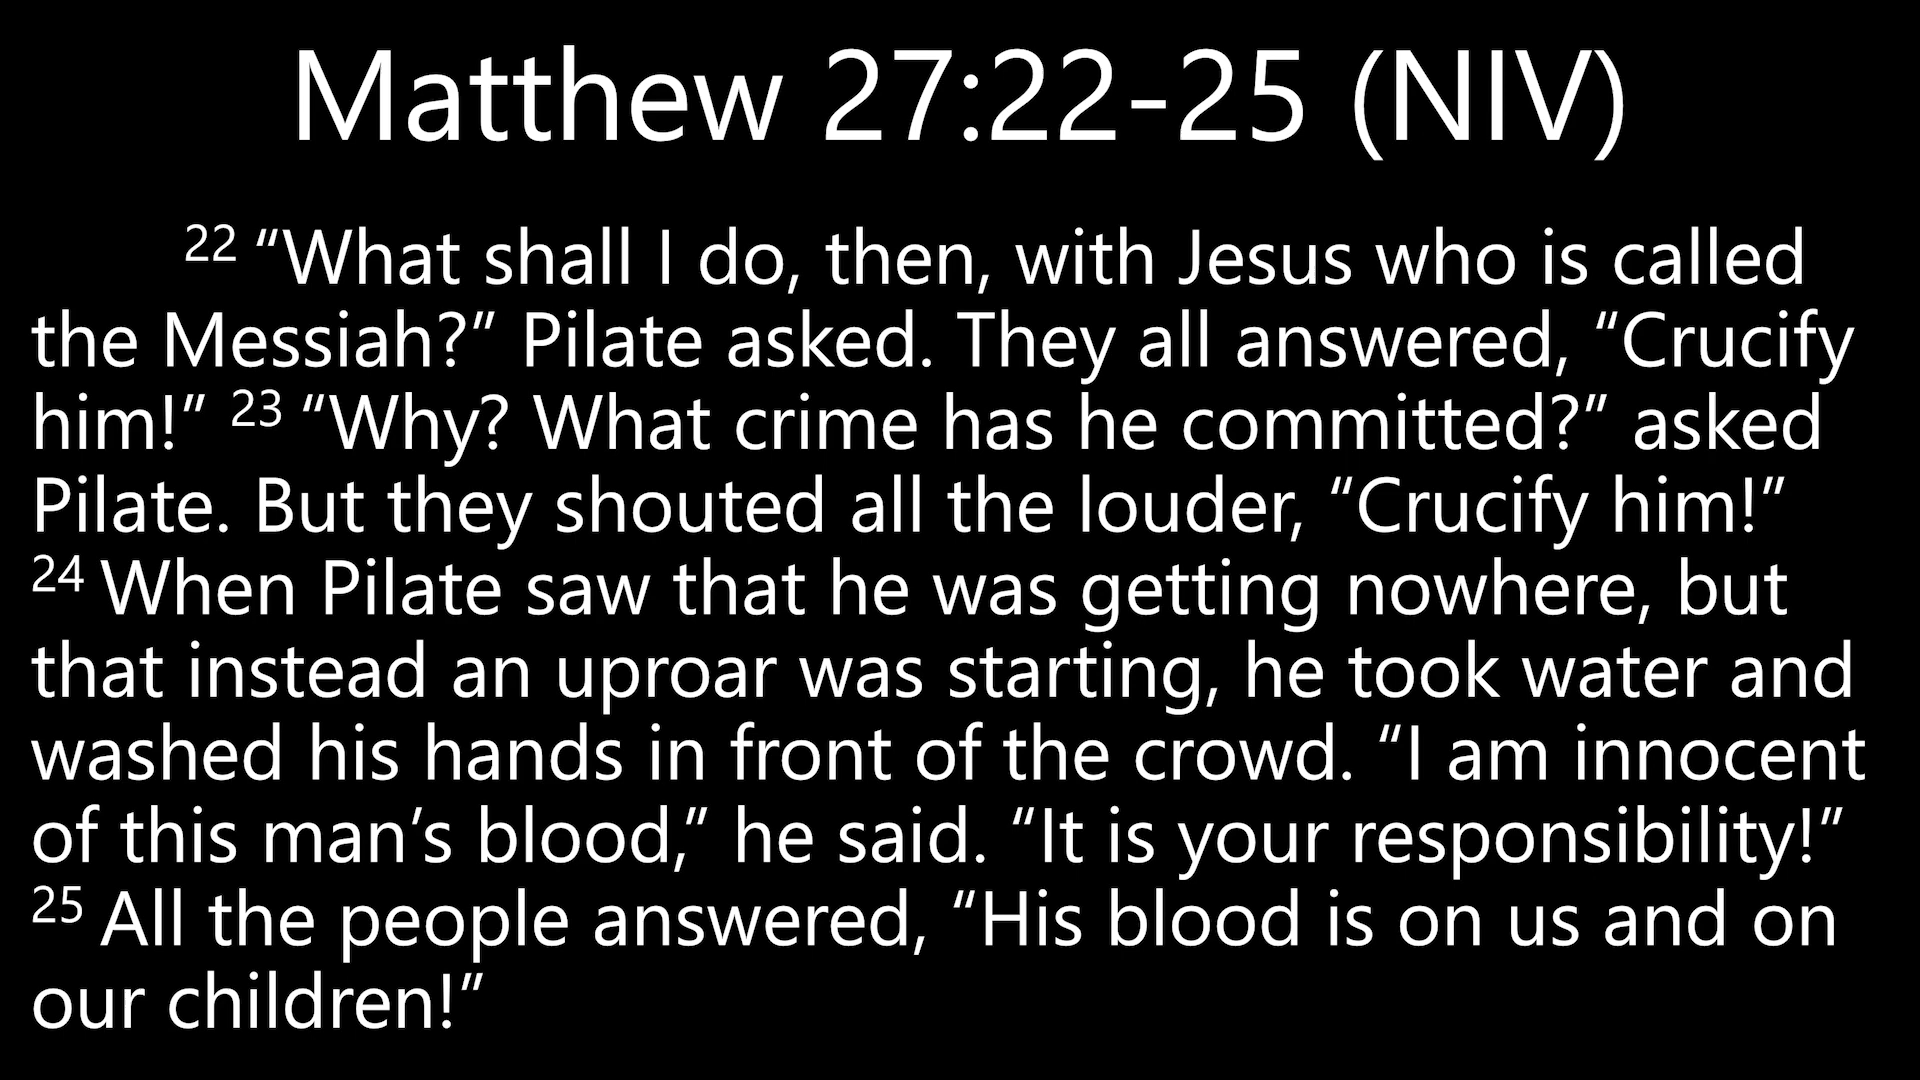 Matthew 27:22-25 (NIV)
22 “What shall I do, then, with Jesus who is called
the Messiah?” Pilate asked. They all answered, “Crucify
him!” 23 “Why? What crime has he committed?” asked
Pilate. But they shouted all the louder, “Crucify him!”
24 When Pilate saw that he was getting nowhere, but
that instead an uproar was starting, he took water and
washed his hands in front of the crowd. “I am innocent
of this man’s blood,” he said. “It is your responsibility!”
25 All the people answered, “His blood is on us and on
our children!”